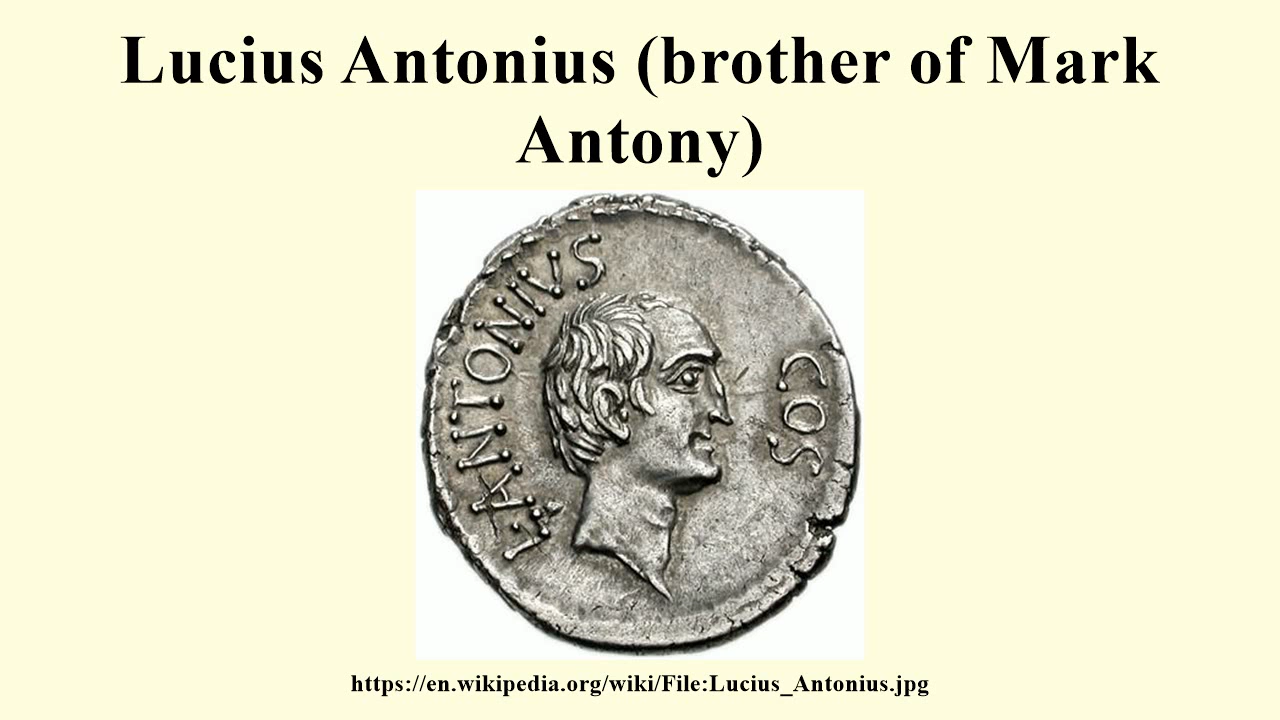 Lucius Antonius (brother of Mark
Antony)
L·ANTONIVS
COS
https://en.wikipedia.org/wiki/File:Lucius_Antonius.jpg